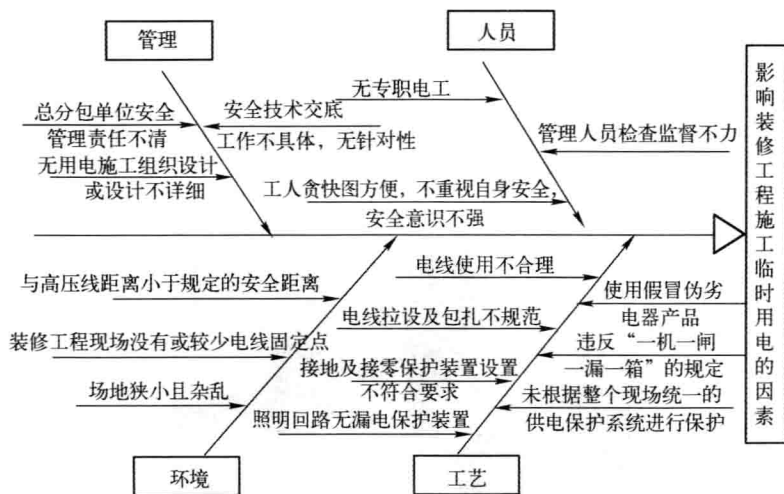 管理
人员
无专职电工
总分包单位安全
管理责任不清
安全技术交底
工作不具体，无针对性
管理人员检查监督不力
无用电施工组织设计
或设计不详细
工人贪快图方便，不重视自身安全，
安全意识不强
影响装修工程施工临时用电的因素
与高压线距离小于规定的安全距离
电线使用不合理
使用假冒伪劣
电器产品
电线拉设及包扎不规范
装修工程现场没有或较少电线固定点
违反“一机一闸
一漏一箱”的规定
接地及接零保护装置设置
不符合要求
场地狭小且杂乱
未根据整个现场统一的
供电保护系统进行保护
照明回路无漏电保护装置
环境
工艺